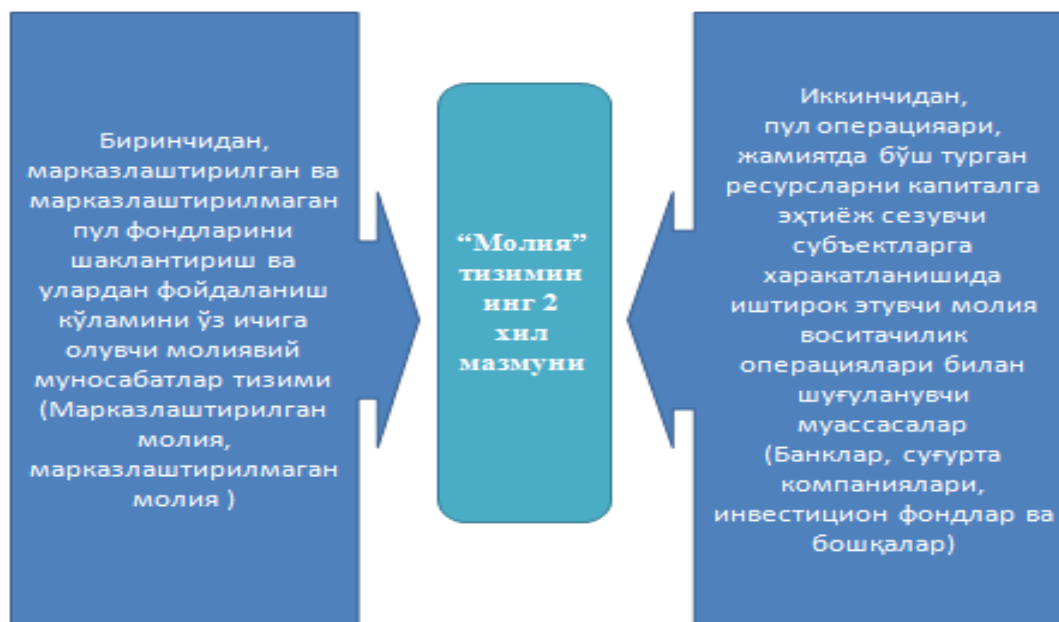 Биринчидан,
марказлаштирилган ва
марказлаштирилмаган
пул фондларини
шаклантириш ва
улардан фойдаланиш
кўламини ўз ичига
олувчи молиявий
муносабатлар тизими
(Марказлаштирилган
молия,
марказлаштирилмаган
молия )
“Молия”
тизимин
инг 2
хил
мазмуни
Иккинчидан,
пул операцияари,
жамиятда бўш турган
ресурсларни капиталга
эҳтиёж сезувчи
субъектларга
харакатланишида
иштирок этувчи молия
воситачилик
операциялари билан
шуғуланувчи
муассасалар
(Банклар, суғурта
компаниялари,
инвестицион фондлар ва
бошқалар)